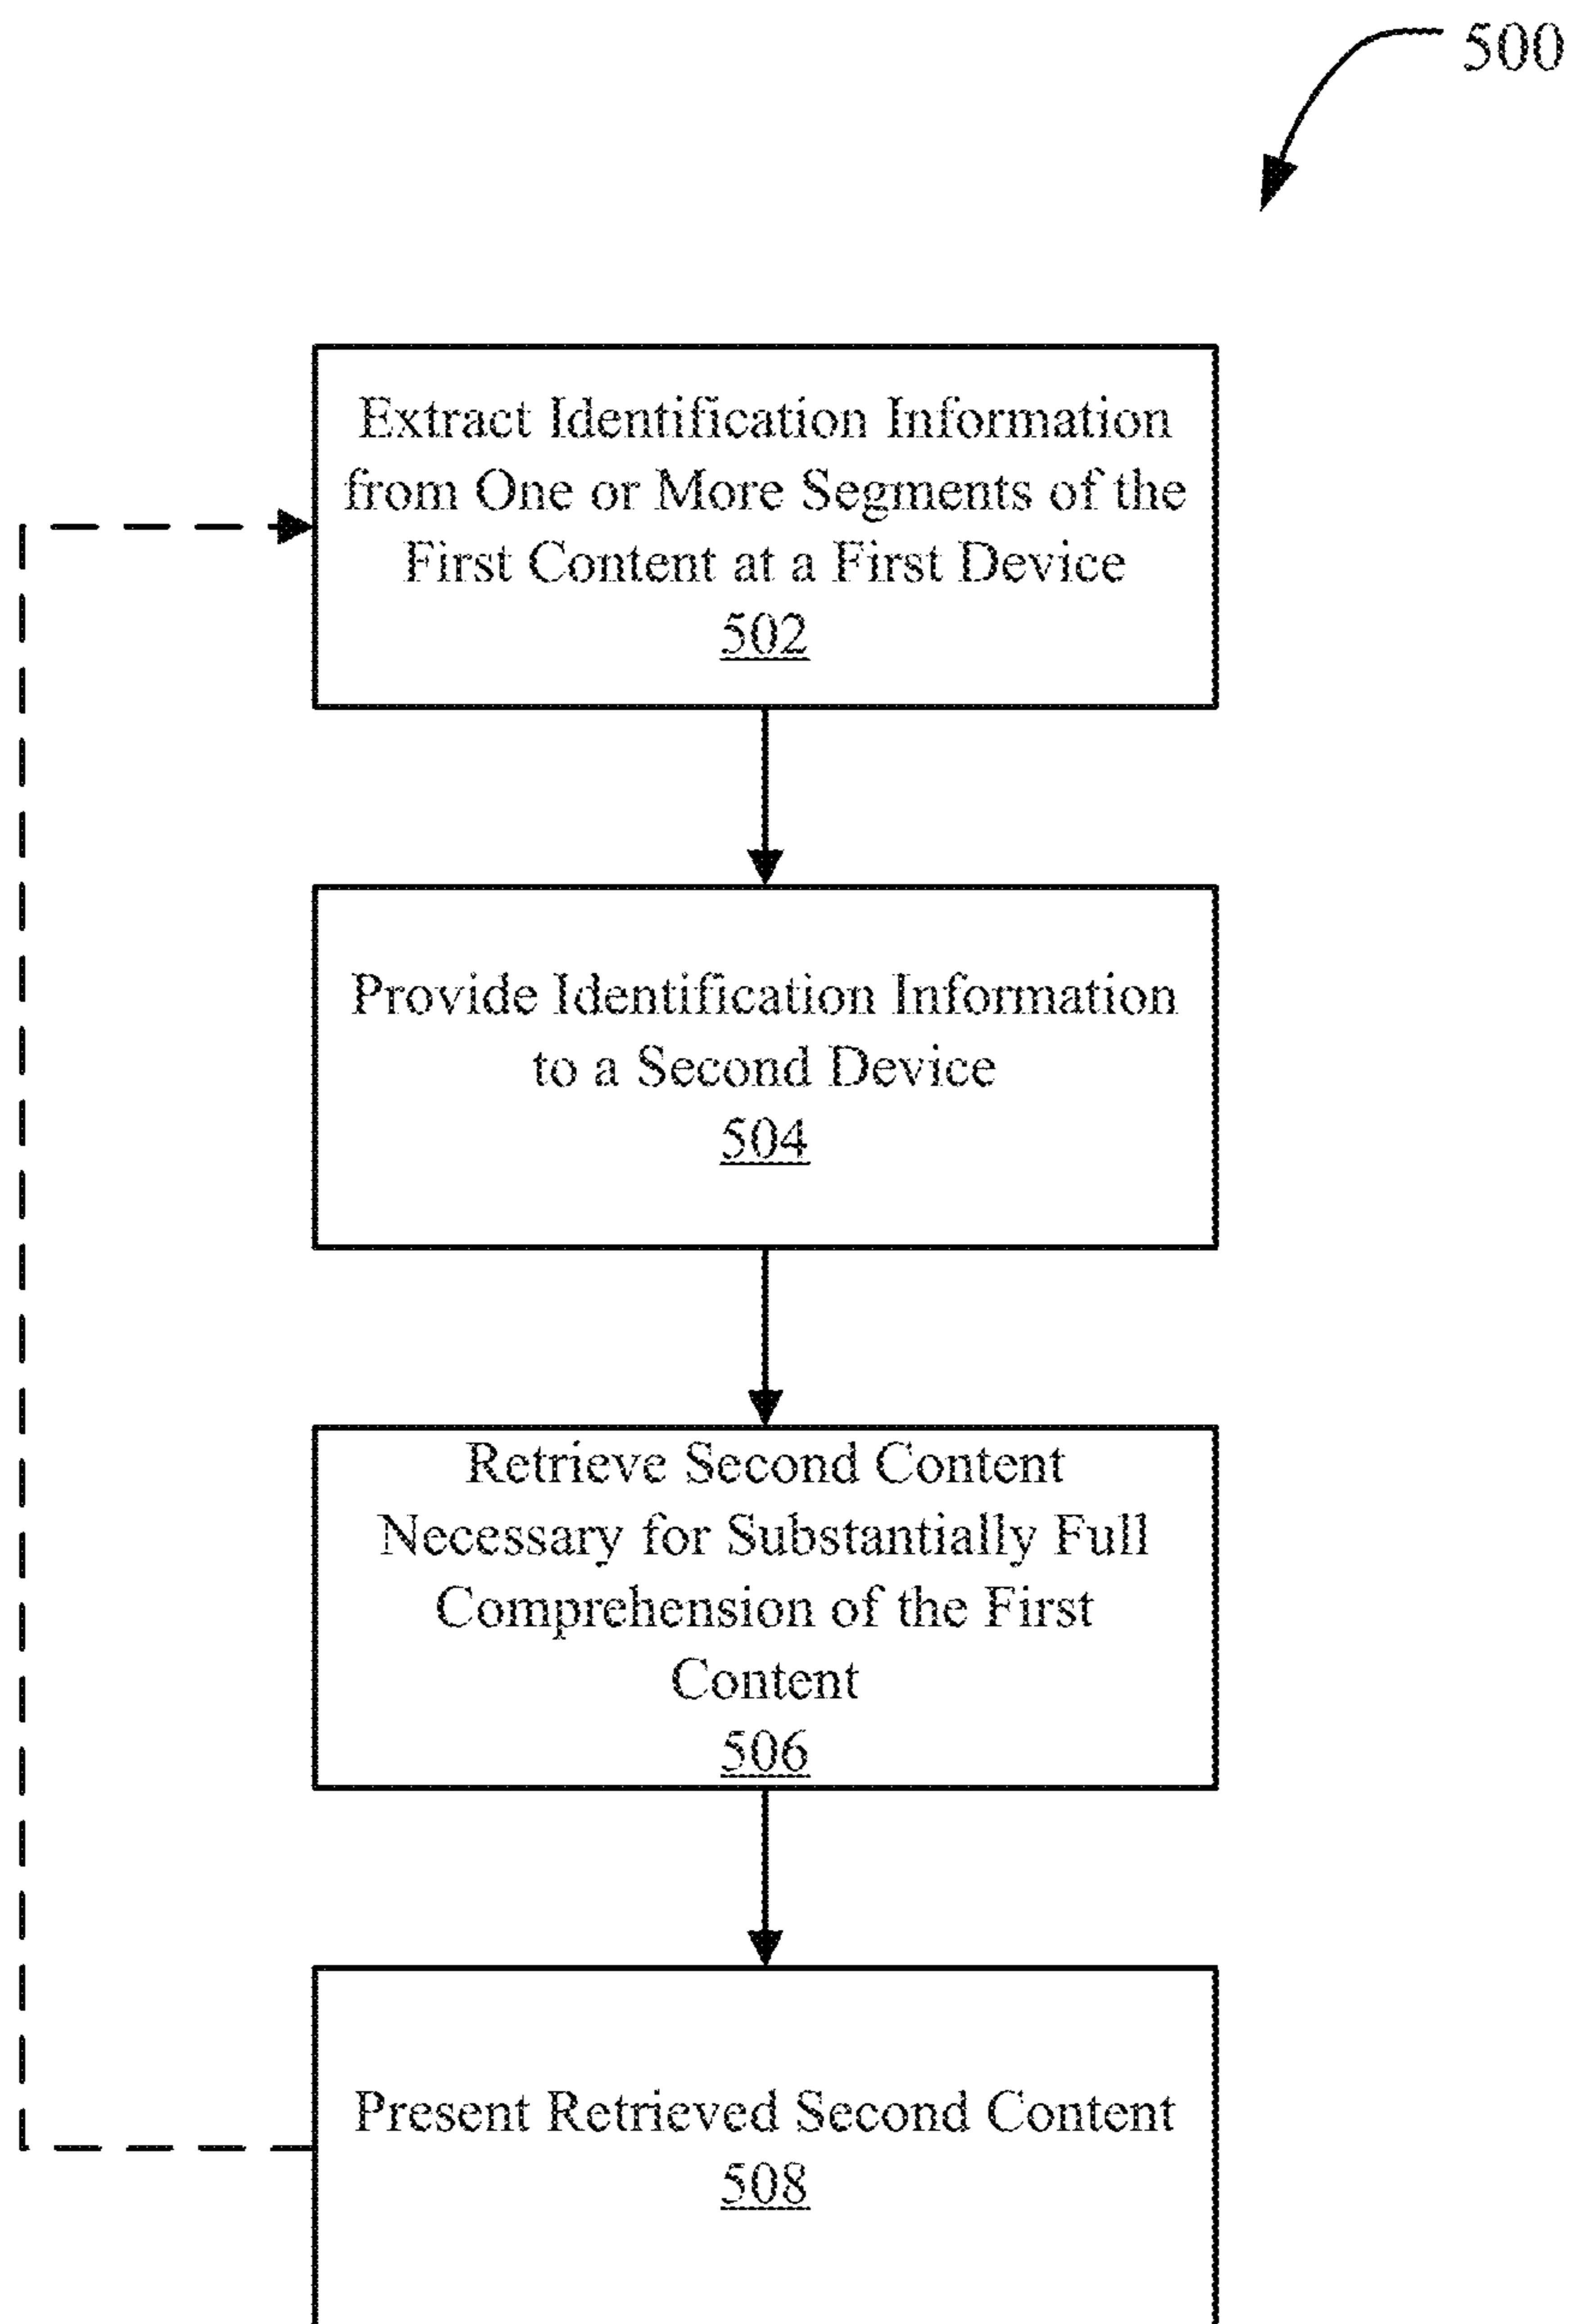 500
Extract Identification Information
from One or More Segments of the
First Content at a First Device
502
Provide Identification Information
to a Second Device
504
Retrieve Second Content
Necessary for Substantially Full
Comprehension of the First
Content
506
Present Retrieved Second Content
508